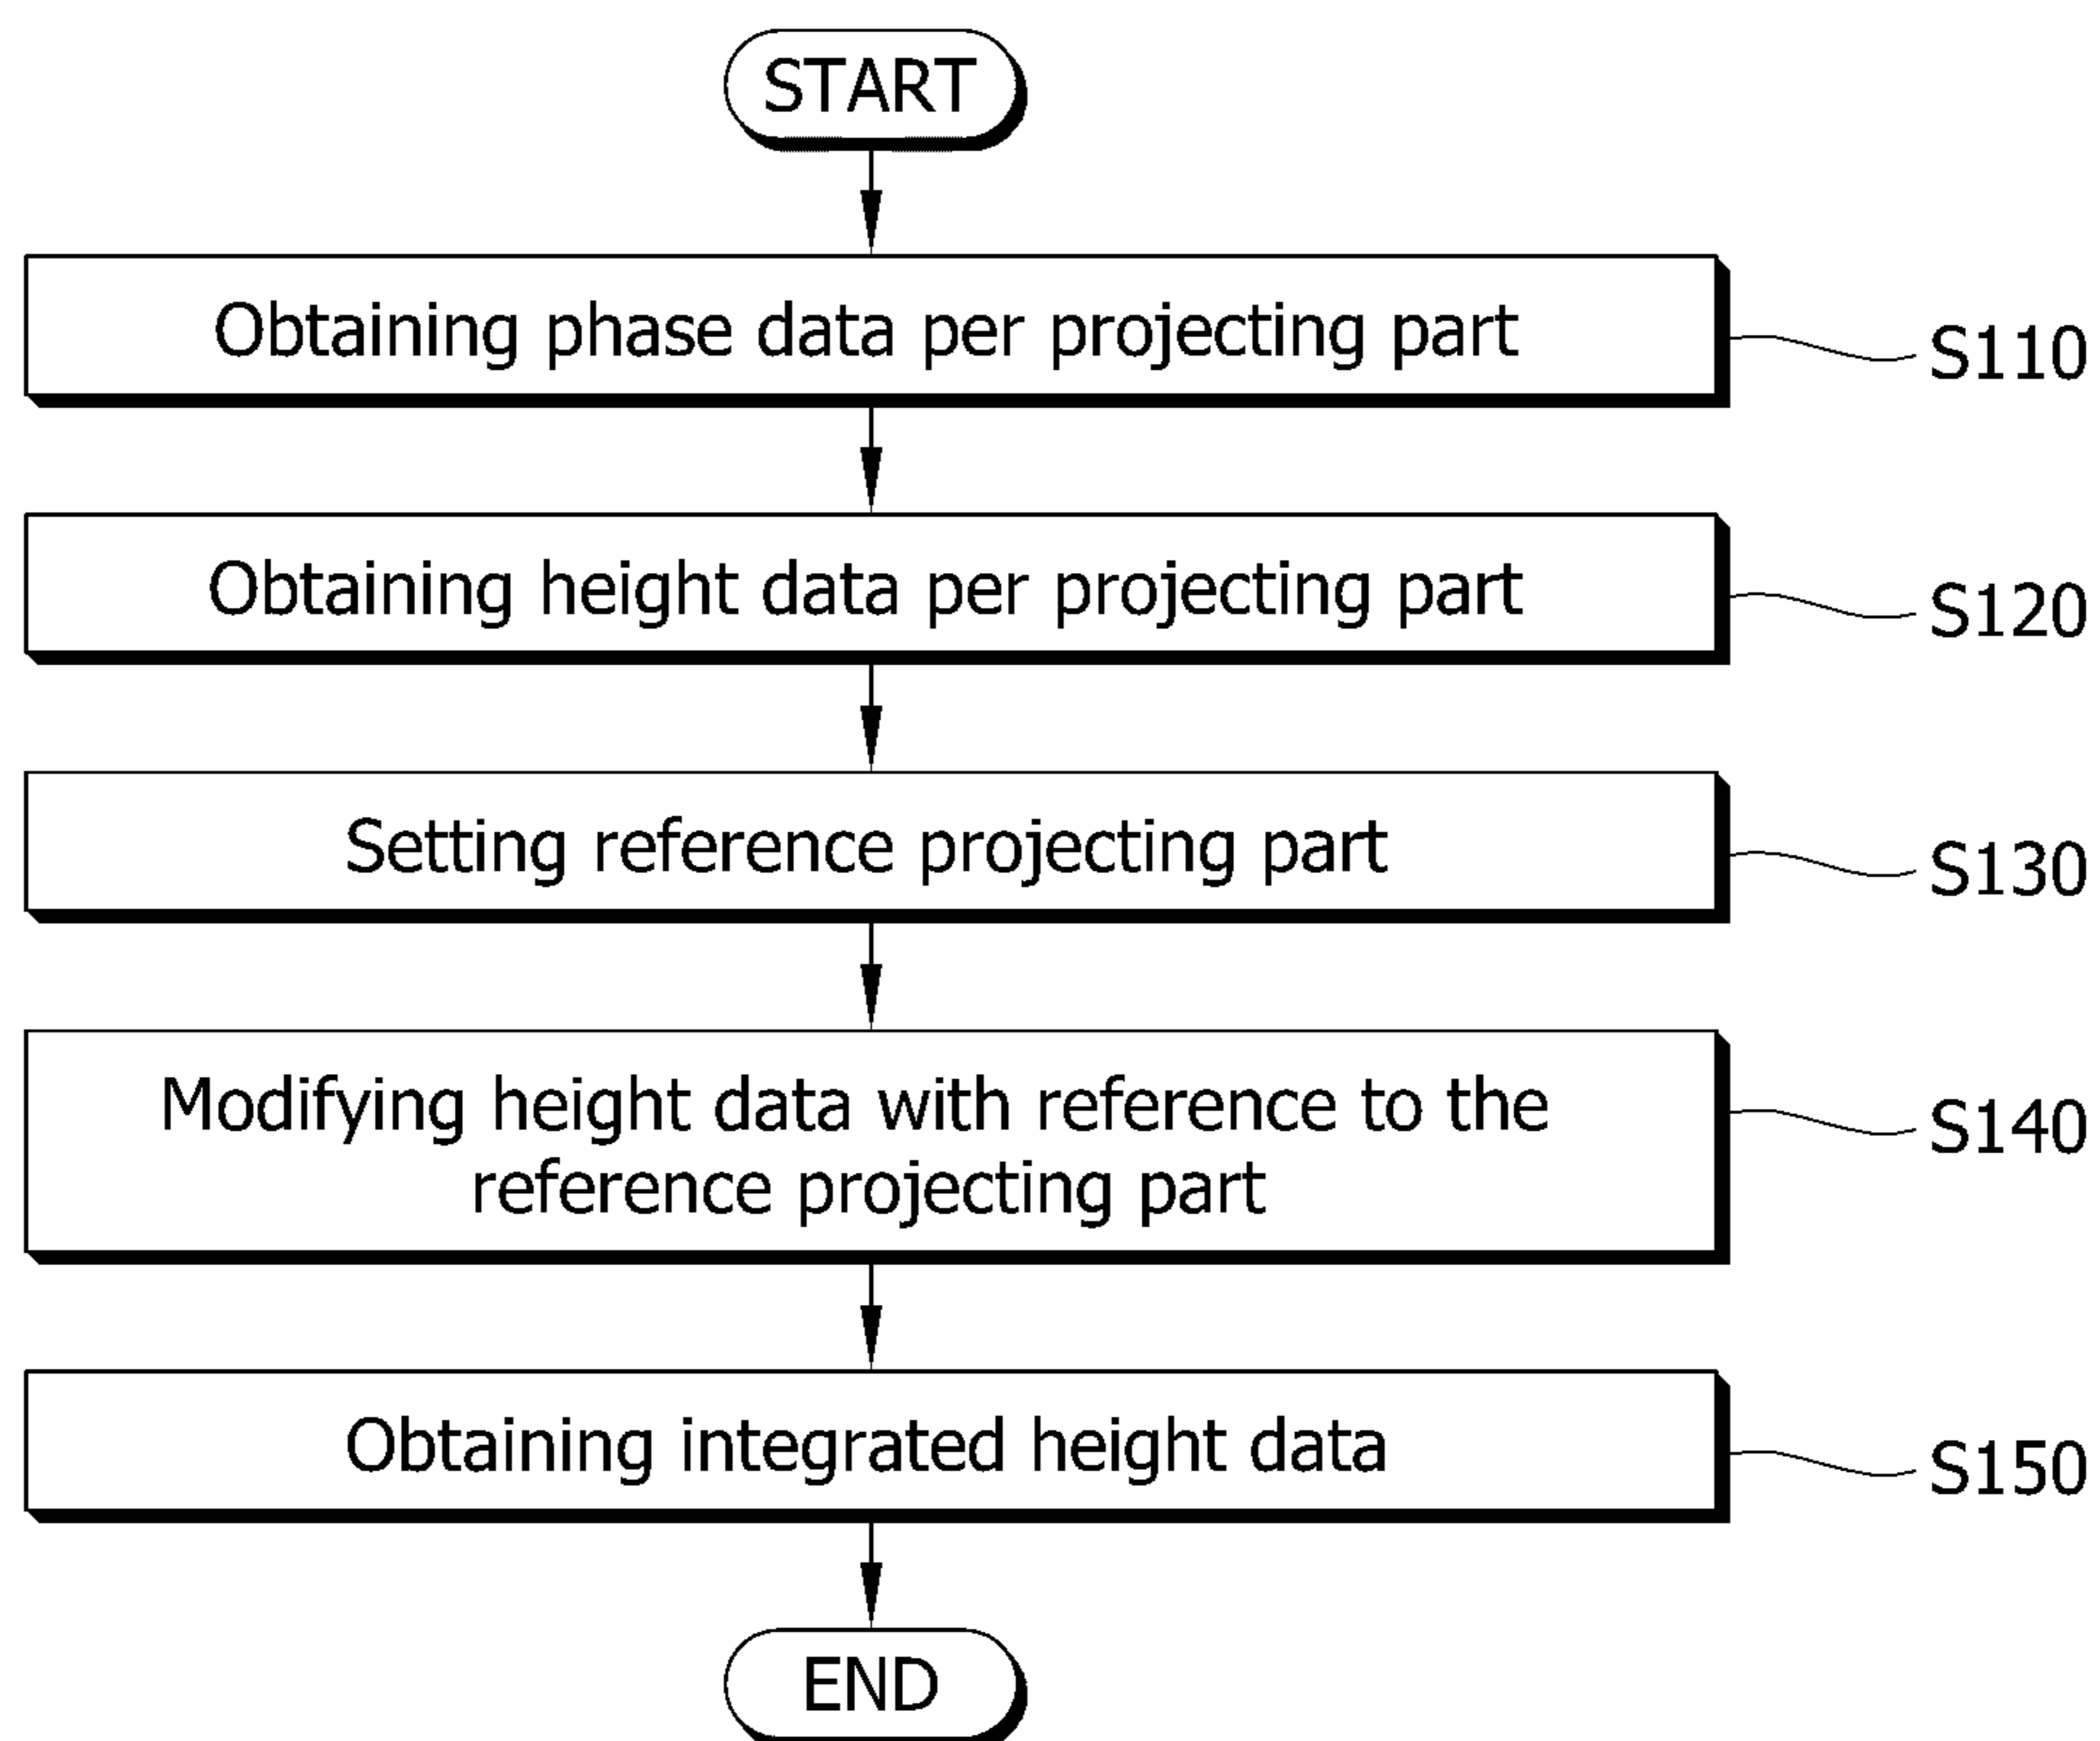 START
Obtaining phase data per projecting part
S110
Obtaining height data per projecting part
S120
Setting reference projecting part
S130
Modifying height data with reference to the
reference projecting part
S140
Obtaining integrated height data
S150
END